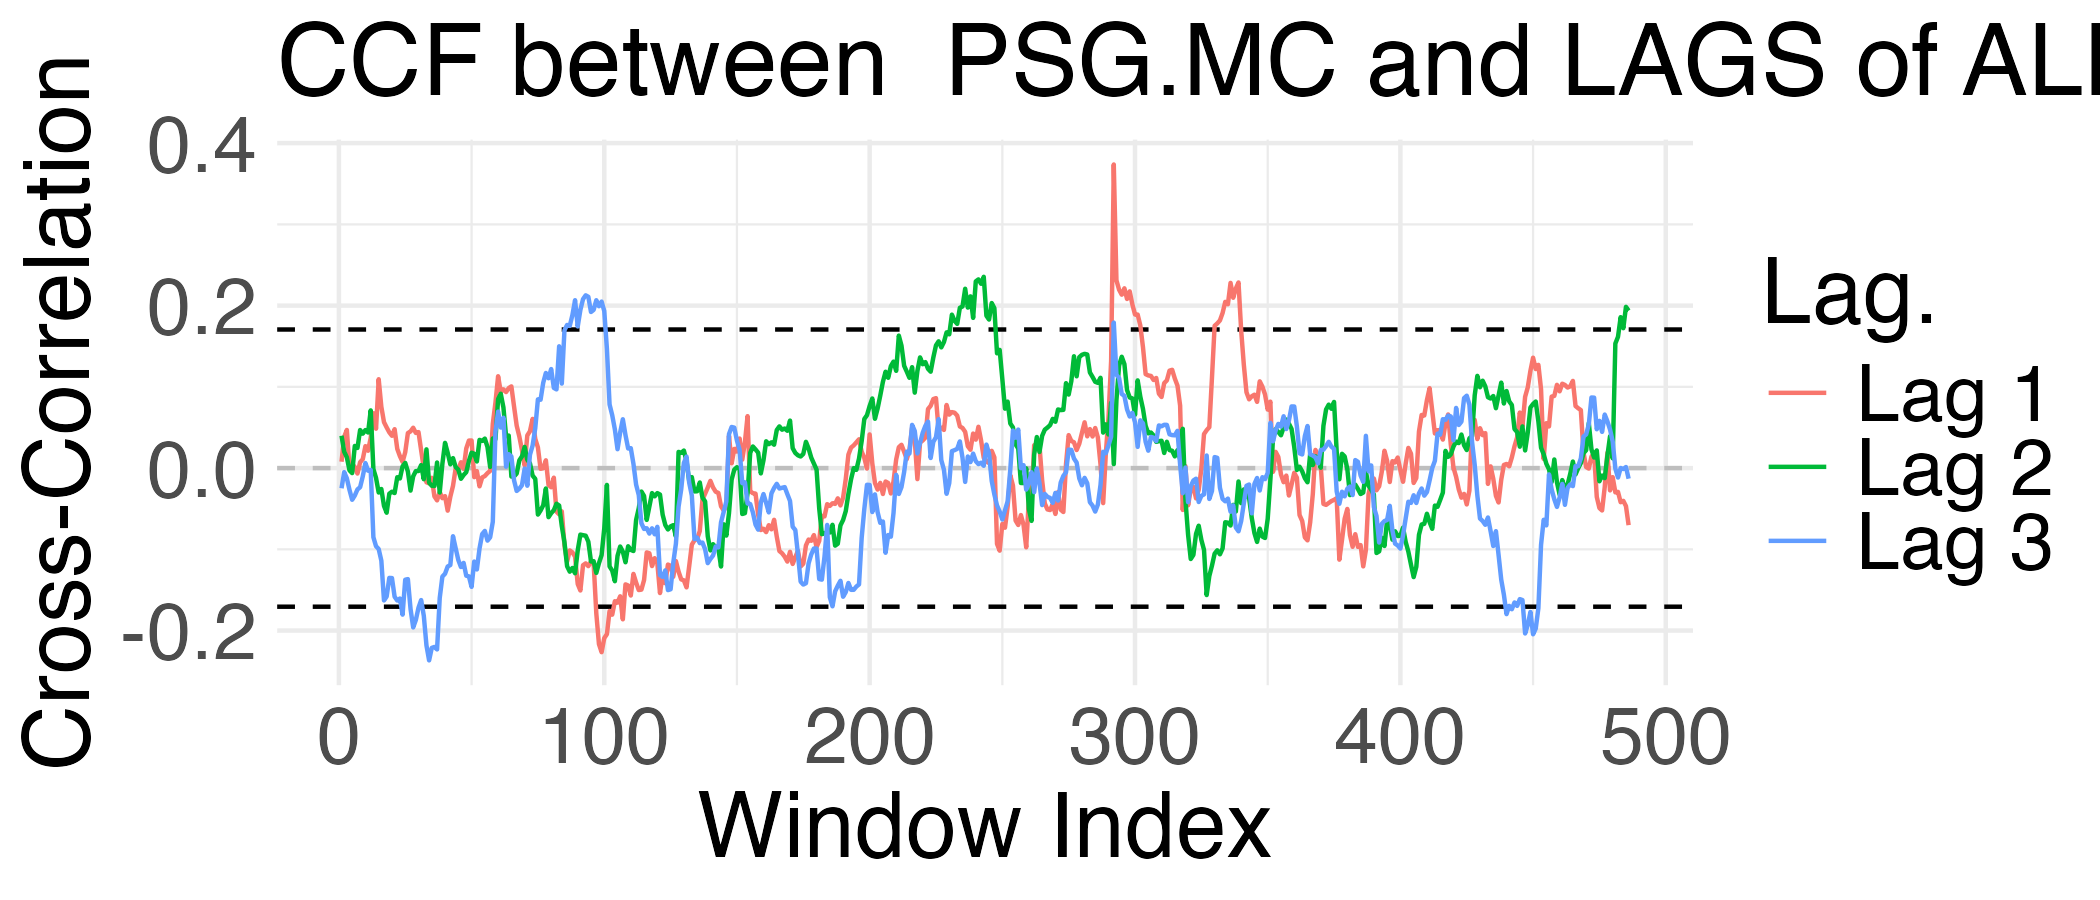 CCF between  PSG.MC and LAGS of
Cross-Correlation
0.4
0.2
0.0
-0.2
0
100
200
300
400
500
Window Index
Lag.
Lag 1
Lag 2
Lag 3